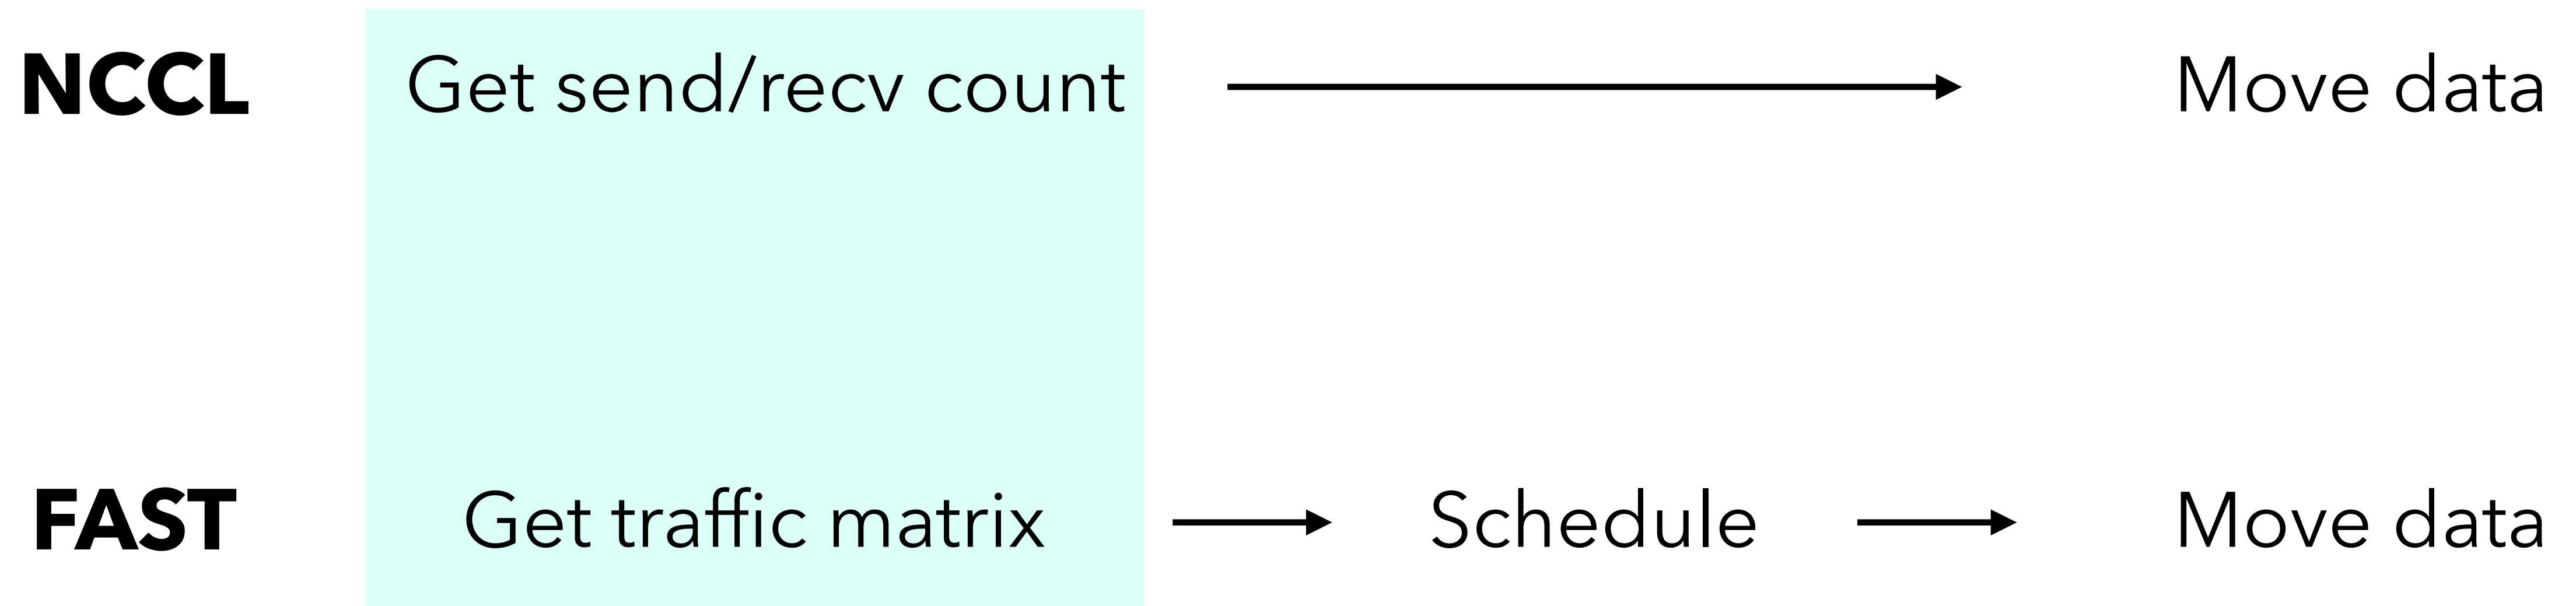 NCCL Get send/recv count Move data
FAST Get traffic matrix Schedule Move data